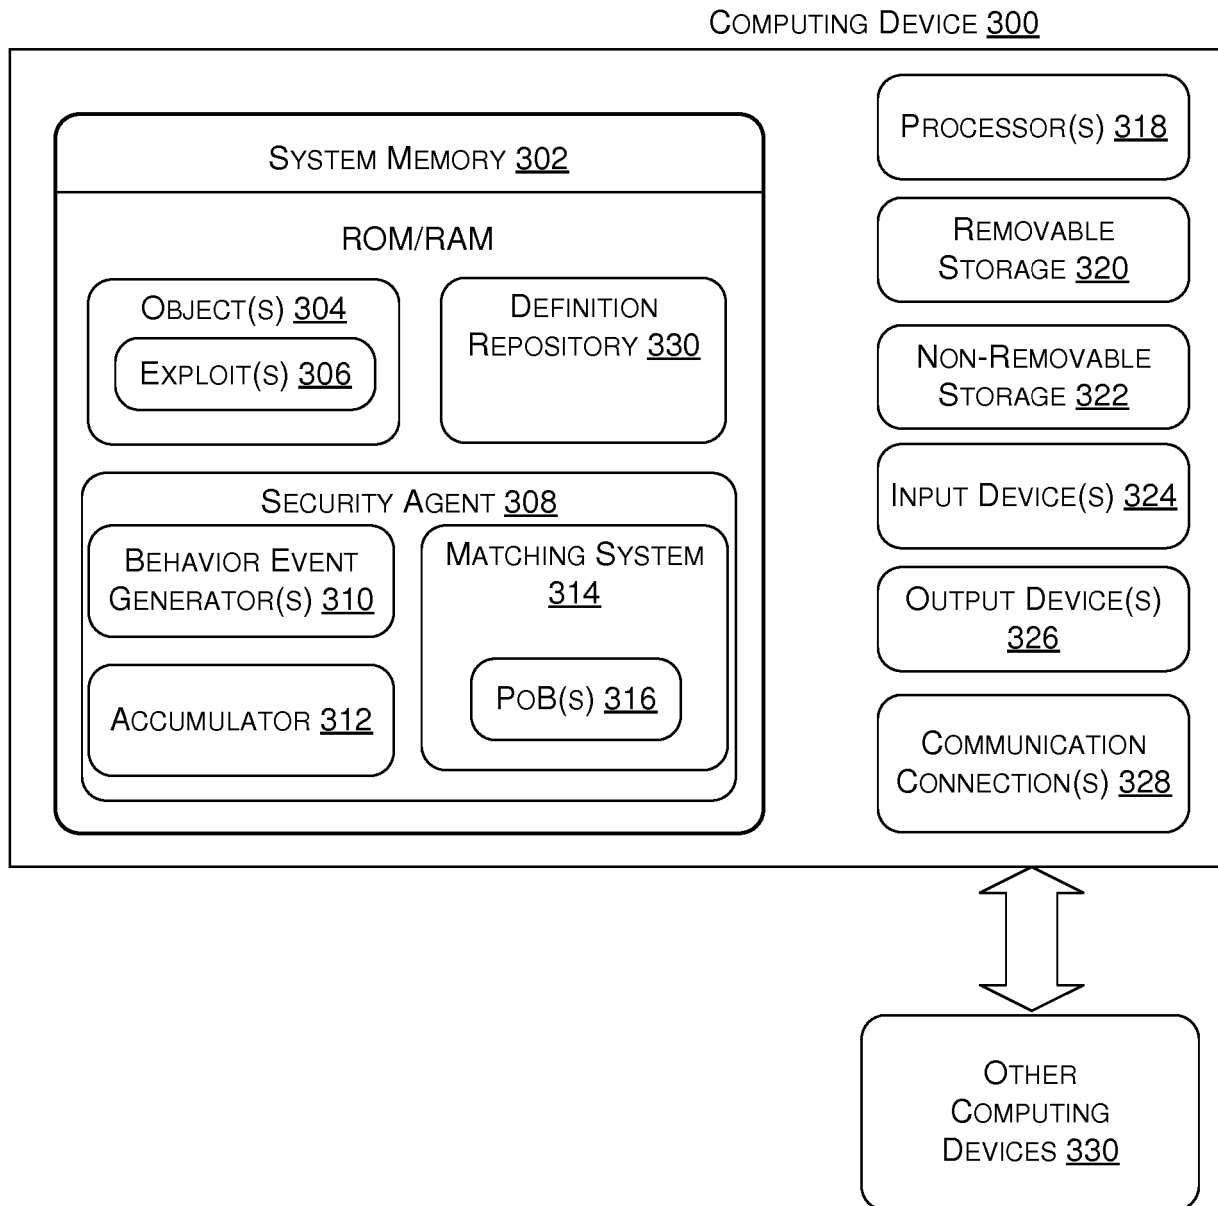 COMPUTING DEVICE 300
SYSTEM MEMORY 302
ROM/RAM
OBJECT(S) 304
EXPLOIT(S) 306
DEFINITION
REPOSITORY 330
SECURITY AGENT 308
BEHAVIOR EVENT
GENERATOR(S) 310
ACCUMULATOR 312
MATCHING SYSTEM
314
POB(S) 316
PROCESSOR(S) 318
REMOVABLE
STORAGE 320
NON-REMOVABLE
STORAGE 322
INPUT DEVICE(S) 324
OUTPUT DEVICE(S)
326
COMMUNICATION
CONNECTION(S) 328
OTHER
COMPUTING
DEVICES 330